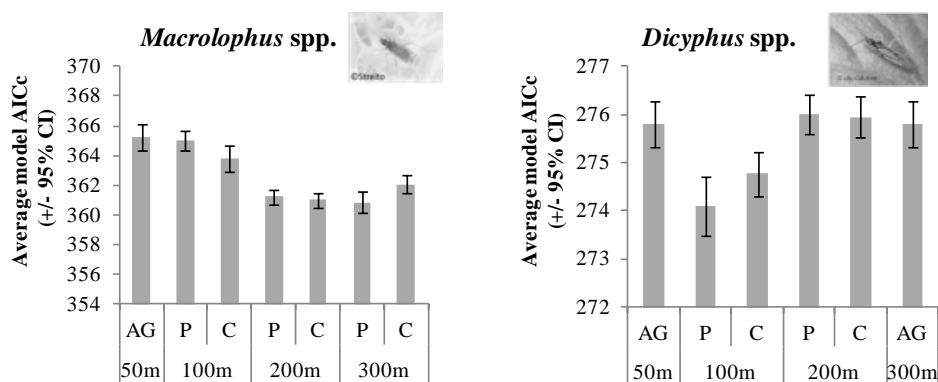 Macrolophus spp.
©Streito
Average model AICc
(+/- 95% CI)
370
368
366
364
362
360
358
356
354
AG P C P C P C
50m 100m 200m 300m
Dicyphus spp.
Average model AICc
(+/- 95% CI)
277
276
275
274
273
272
AG P C P C AG
50m 100m 200m 300m